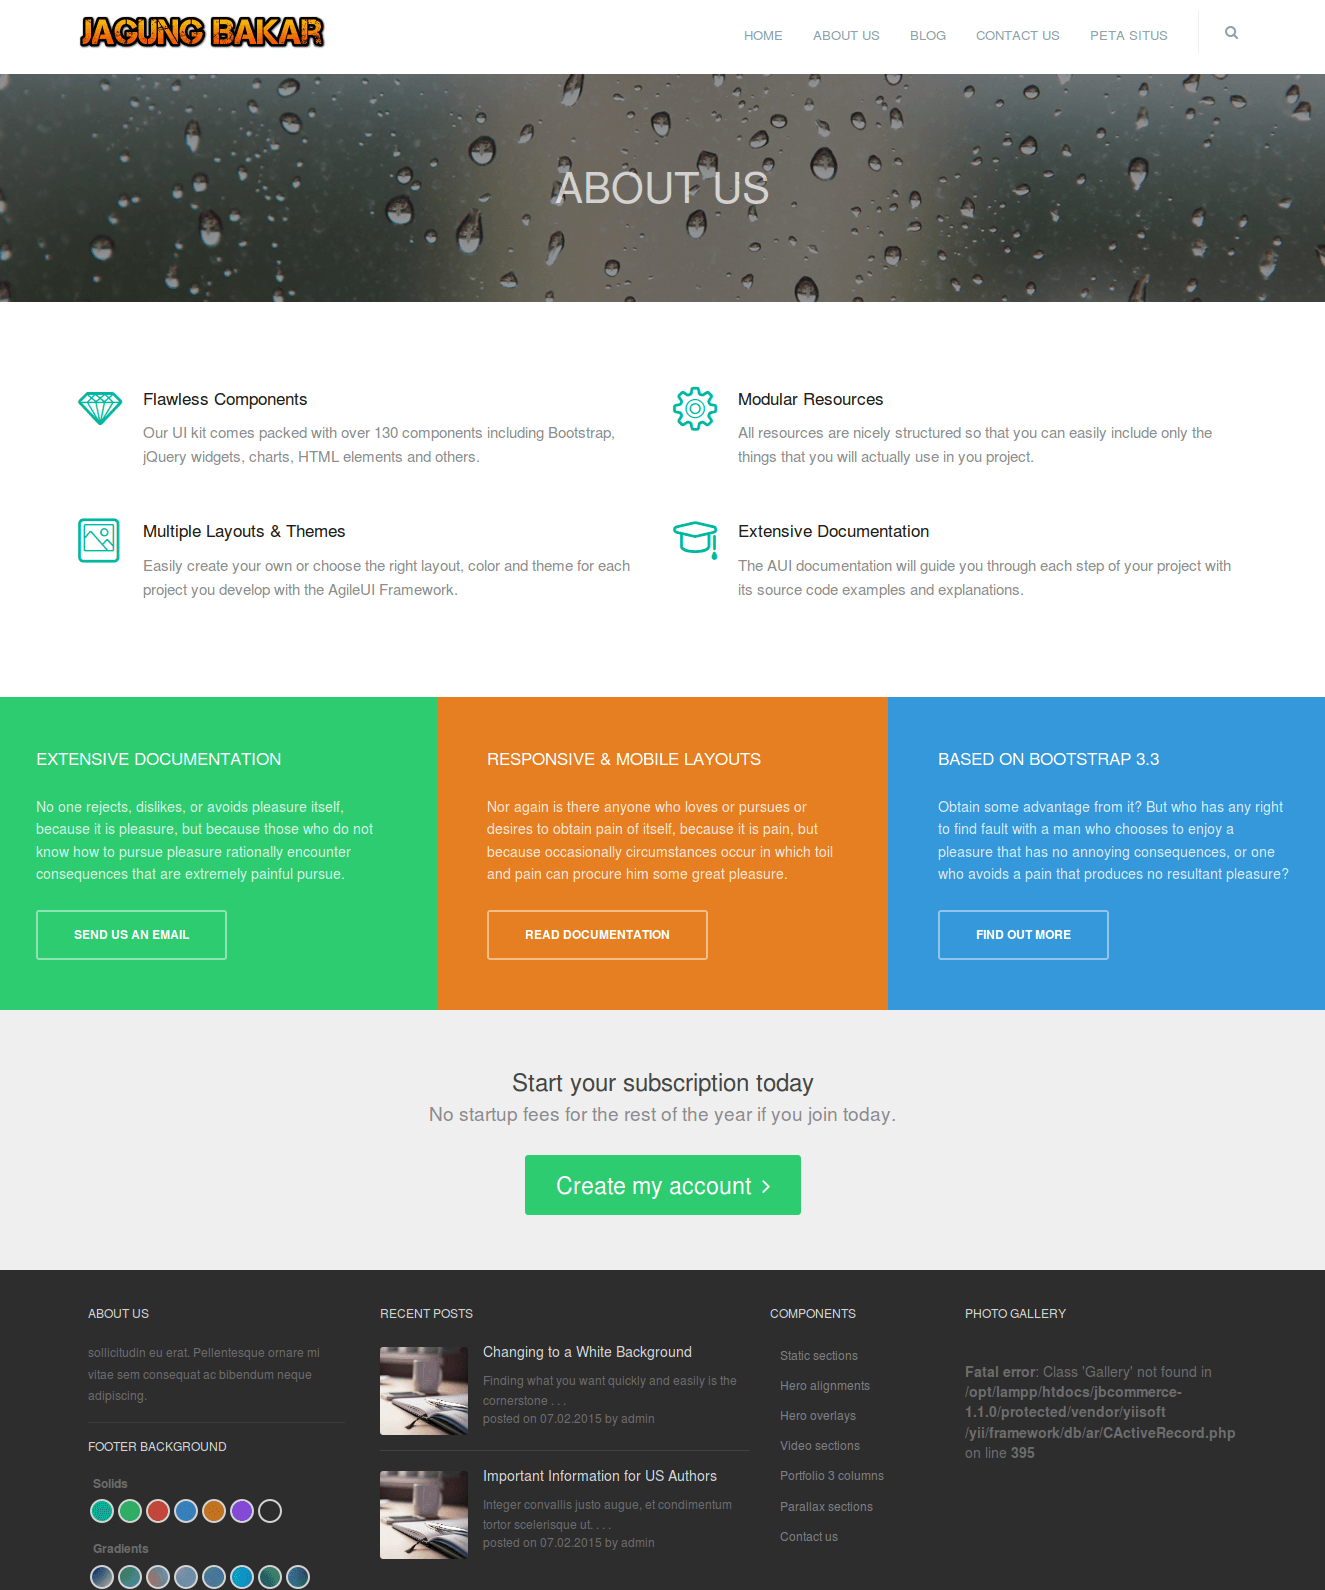 JAGUNG BAKAR
HOME ABOUT US BLOG CONTACT US PETA SITUS
ABOUT US
Flawless Components
Our UI kit comes packed with over 130 components including Bootstrap,
jQuery widgets, charts, HTML elements and others.
Modular Resources
All resources are nicely structured so that you can easily include only the
things that you will actually use in you project.
Multiple Layouts & Themes
Easily create your own or choose the right layout, color and theme for each
project you develop with the AgileUI Framework.
Extensive Documentation
The AUI documentation will guide you through each step of your project with
its source code examples and explanations.
EXTENSIVE DOCUMENTATION
No one rejects, dislikes, or avoids pleasure itself,
because it is pleasure, but because those who do not
know how to pursue pleasure rationally encounter
consequences that are extremely painful pursue.
SEND US AN EMAIL
RESPONSIVE & MOBILE LAYOUTS
Nor again is there anyone who loves or pursues or
desires to obtain pain of itself, because it is pain, but
because occasionally circumstances occur in which toil
and pain can procure him some great pleasure.
READ DOCUMENTATION
BASED ON BOOTSTRAP 3.3
Obtain some advantage from it? But who has any right
to find fault with a man who chooses to enjoy a
pleasure that has no annoying consequences, or one
who avoids a pain that produces no resultant pleasure?
FIND OUT MORE
Start your subscription today
No startup fees for the rest of the year if you join today.
Create my account
ABOUT US
sollicitudin eu erat. Pellentesque ornare mi
vitae sem consequat ac bibendum neque
adipiscing.
FOOTER BACKGROUND
Solids
Gradients
RECENT POSTS
Changing to a White Background
Finding what you want quickly and easily is the
cornerstone . . .
posted on 07.02.2015 by admin
Important Information for US Authors
Integer convallis justo augue, et condimentum
tortor scelerisque ut. . . .
posted on 07.02.2015 by admin
COMPONENTS
Static sections
Hero alignments
Hero overlays
Video sections
Portfolio 3 columns
Parallax sections
Contact us
PHOTO GALLERY
Fatal error: Class 'Gallery' not found in
/opt/lampp/htdocs/jbcommerce-
1.1.0/protected/vendor/yiisoft
/yii/framework/db/ar/CActiveRecord.php
on line 395